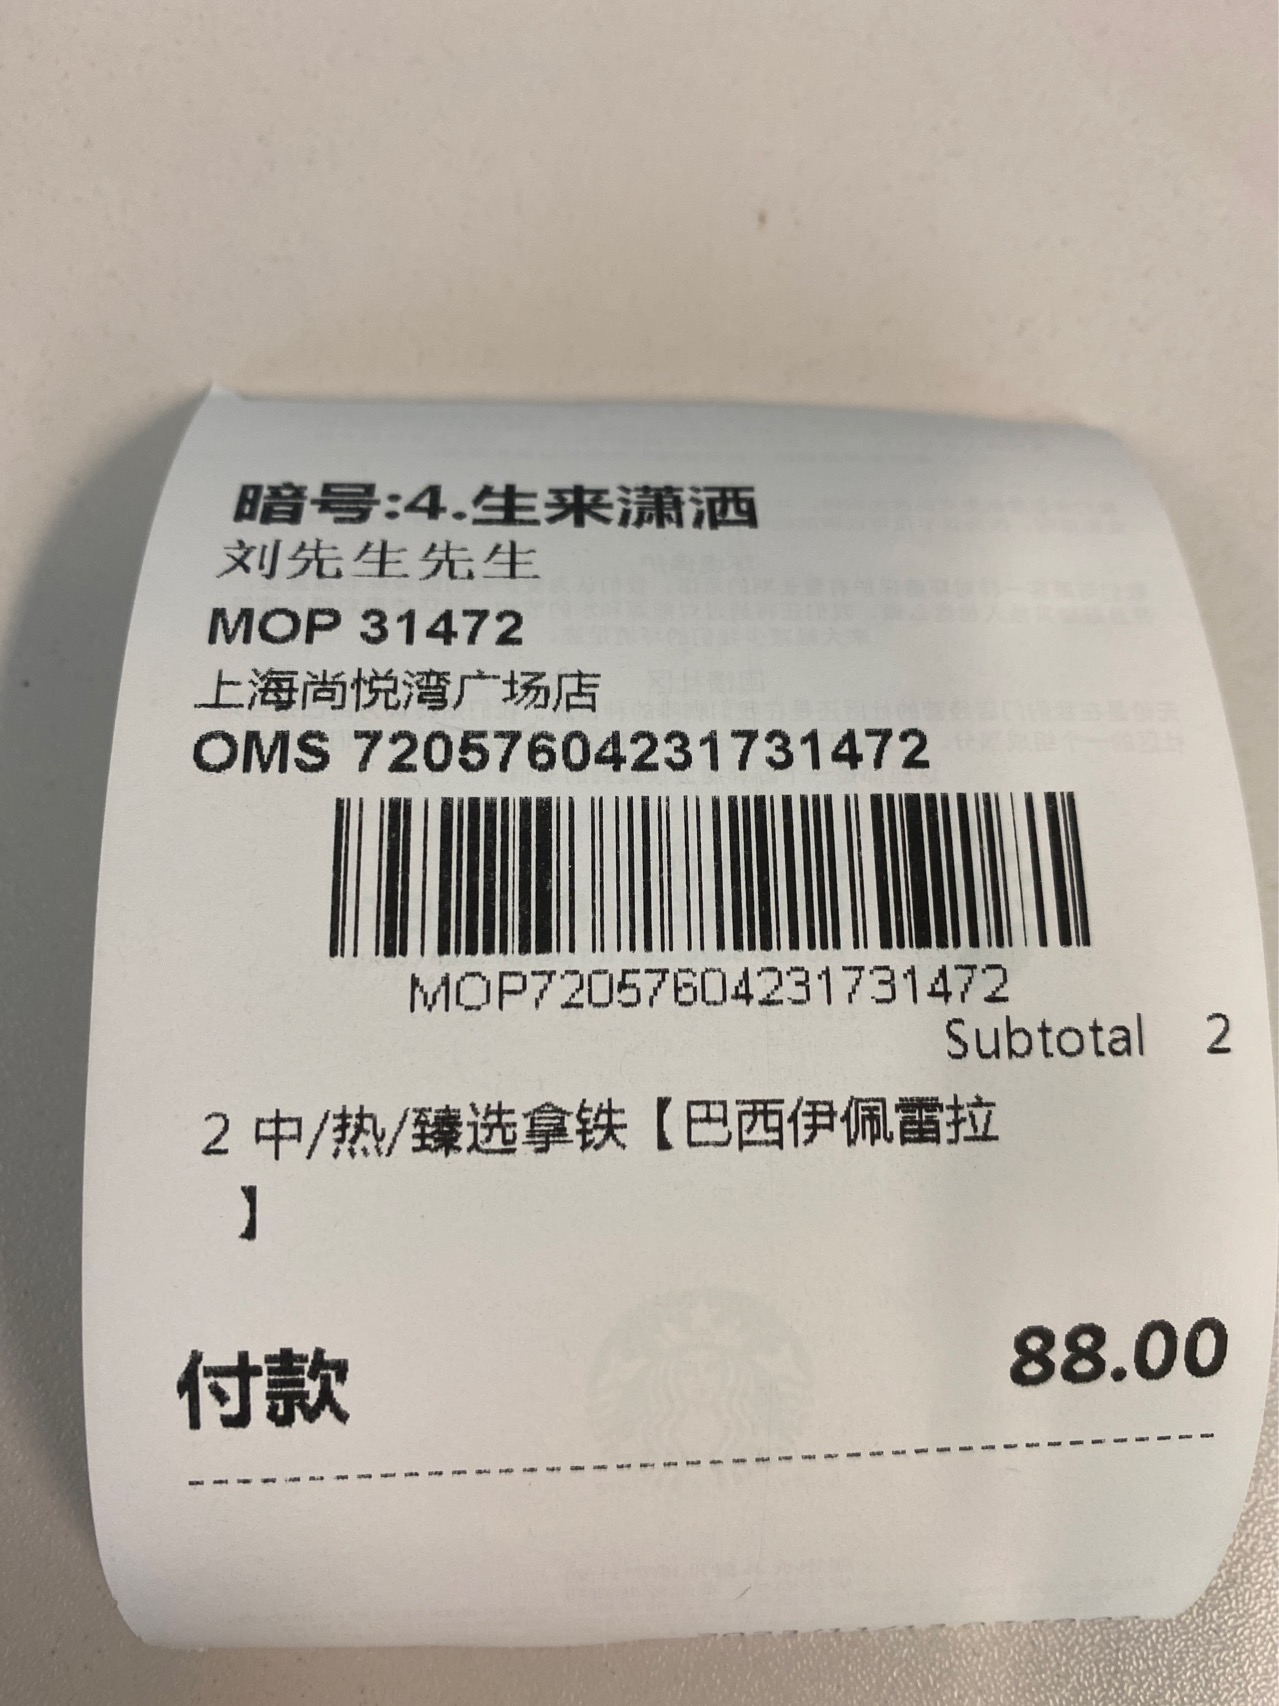 暗号:4.生来潇洒
刘先生先生
MOP 31472
上海尚悦湾广场店
OMS 72057604231731472
MOP72057604231731472
Subtotal 2
2 中/热/臻选拿铁【巴西伊佩雷拉
】
付款 88.00